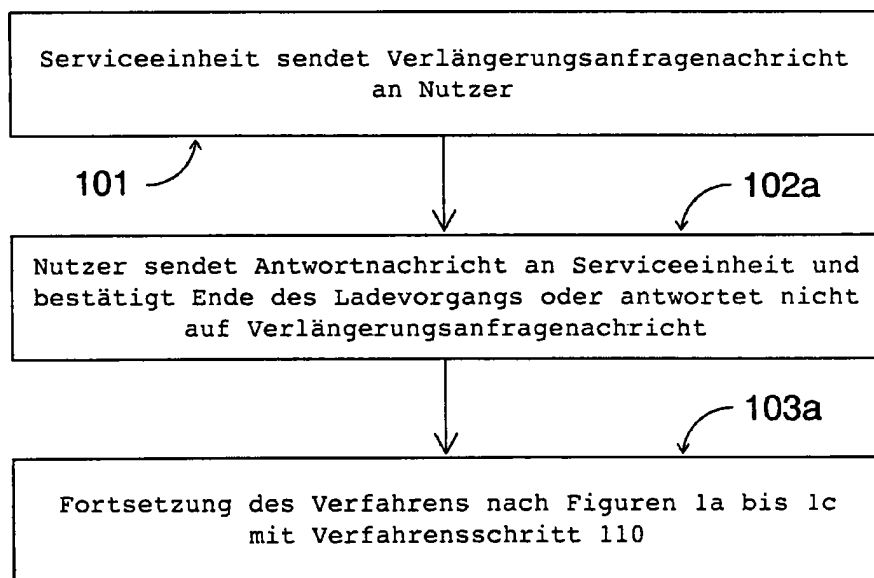 Serviceeinheit sendet Verlängerungsanfragenachricht
an Nutzer
101
102a
Nutzer sendet Antwortnachricht an Serviceeinheit und
bestätigt Ende des Ladevorgangs oder antwortet nicht
auf Verlängerungsanfragenachricht
103a
Fortsetzung des Verfahrens nach Figuren 1a bis 1c
mit Verfahrensschritt 110